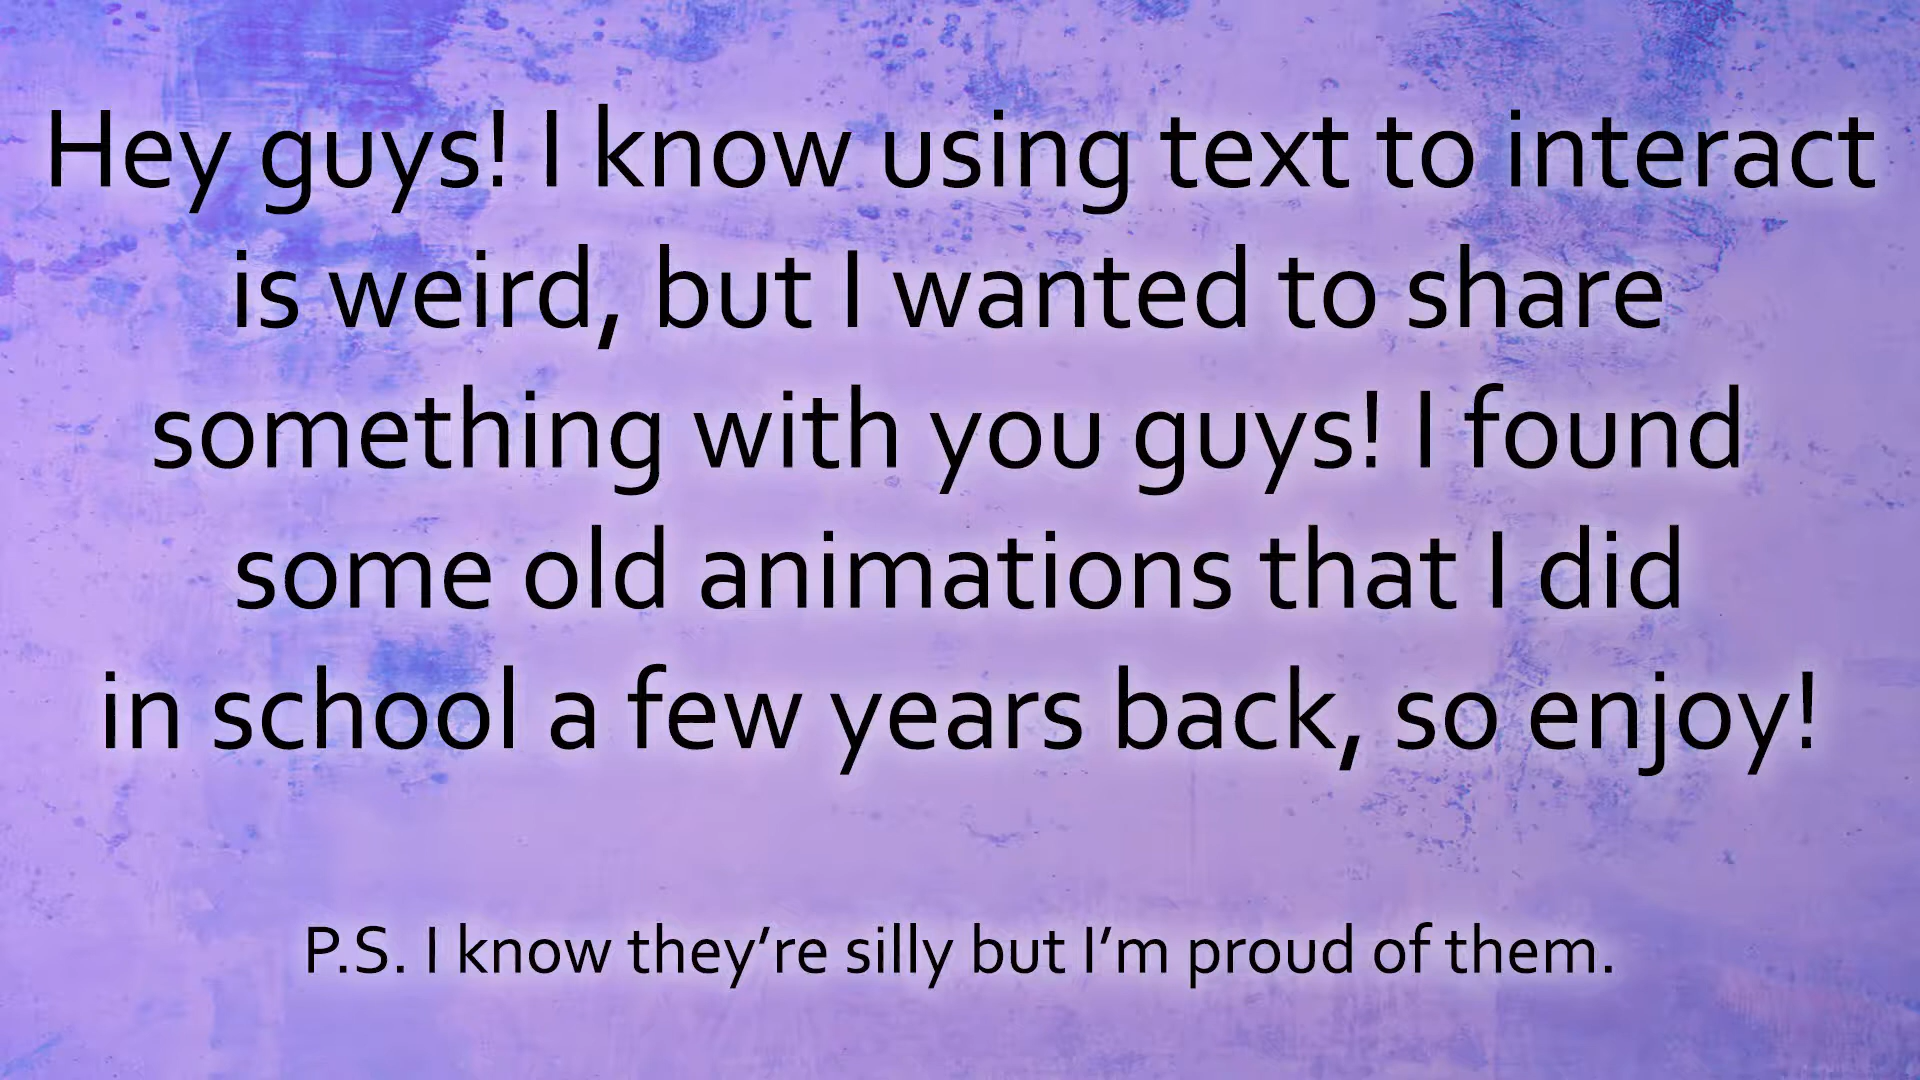 Hey guys! I know using text to interact
is weird, but I wanted to share
something with you guys! I found
some old animations that I did
in school a few years back, so enjoy!
P.S. I know they’re silly but I’m proud of them.